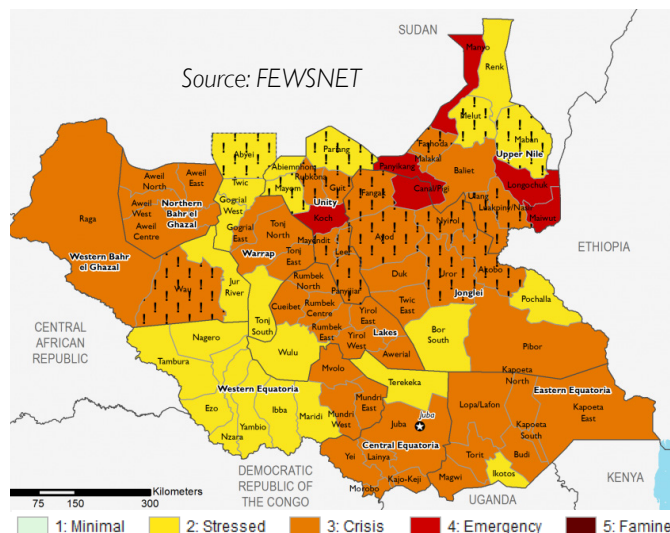 SUDAN
Source: FEWSNET
Manyo
Renk
Melut
Maban
Upper Nile
Abyei
Pariang
Fashoda
Malakal
Baliet
Abiemnhom
Rubkona
Panyikang
Canal/Pigi
Longochuk
Twic
Mayom
Unity
Guit
Fangak
Ulang
Luakpiny/Nasir
Maiwut
Aweil
North
Aweil
East
Northern
Bahr el
Ghazal
Aweil
West
Aweil
Centre
Gogrial
West
Gogrial
East
Koch
Nyirol
Raga
Tonj
North
Mayendit
Leer
Ayod
ETHIOPIA
Western Bahr
el Ghazal
Warrap
Tonj
East
Duk
Uror
Akobo
Wau
Jur
River
Rumbek
North
Panyijiar
Jonglei
Pochalla
Cueibet
Rumbek
Centre
Yirol
East
Twic
East
Tonj
South
Rumbek
East
Yirol
West
Lakes
Bor
South
CENTRAL
AFRICAN
REPUBLIC
Nagero
Wulu
Awerial
Pibor
Tambura
Mvolo
Terekeka
Kapoeta
North
Eastern Equatoria
Western Equatoria
Mundri
East
Ezo
Ibba
Maridi
Mundri
West
Juba
Juba
Lopa/Lafon
Kapoeta
East
Yambio
Nzara
Central Equatoria
Kapoeta
South
Yei
Lainya
Torit
Budi
DEMOCRATIC
REPUBLIC OF
THE CONGO
Kajo-Keji
Magwi
Ikotos
KENYA
Morobo
UGANDA
Kilometers
75 150 300
1: Minimal 2: Stressed 3: Crisis 4: Emergency 5: Famine